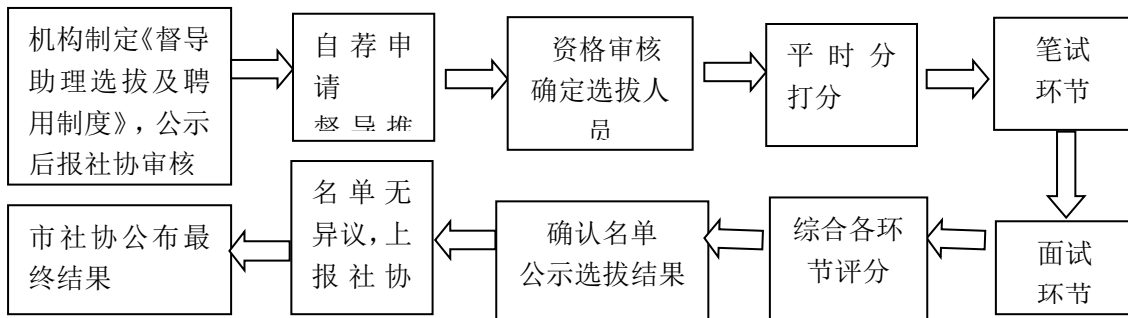 机构制定《督导
助理选拔及聘
用制度》，公示
后报社协审核
自荐申
请
督导推
资格审核
确定选拔人
员
平时分
打分
笔试
环节
面试
环节
综合各环
节评分
确认名单
公示选拔结果
名单无
异议，上
报社协
市社协公布最
终结果